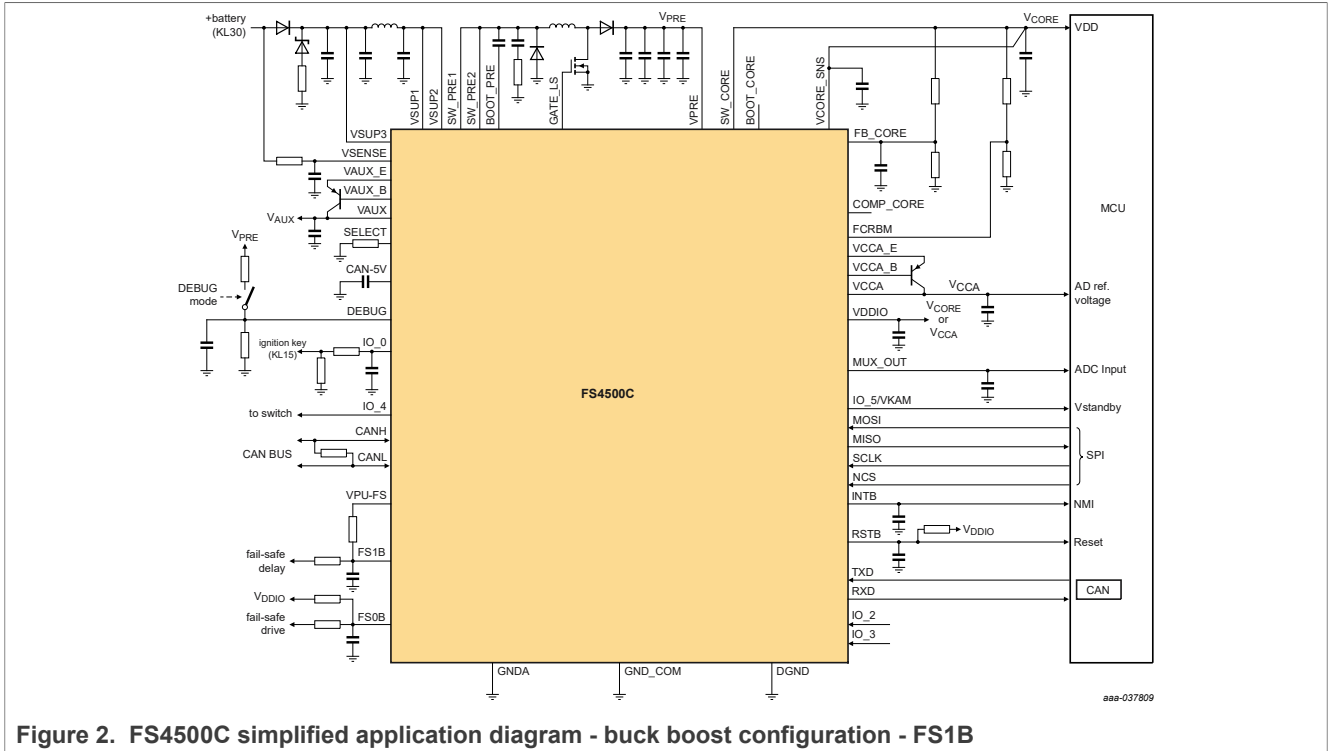 +battery
(KL30)
VPRE
VCORE
VDD
VSUP1
VSUP2
SW_PRE1
SW_PRE2
BOOT_PRE
GATE_LS
VPRE
SW_CORE
BOOT_CORE
VCORE_SNS
VSUP3
VSENSE
VAUX_E
VAUX_B
VAUX
VAUX
SELECT
VPRE
CAN-5V
DEBUG
mode
DEBUG
ignition key
(KL15)
IO_0
to switch
IO_4
CANH
CAN BUS
CANL
VPU-FS
fail-safe
delay
FS1B
VDDIO
fail-safe
drive
FS0B
FS4500C
GNDA
GND_COM
DGND
FB_CORE
COMP_CORE
FCRBM
VCCA_E
VCCA_B
VCCA
VCCA
VDDIO
VCORE
or
VCCA
MUX_OUT
IO_5/VKAM
MOSI
MISO
SCLK
NCS
INTB
RSTB
VDDIO
TXD
RXD
IO_2
IO_3
MCU
AD ref.
voltage
ADC Input
Vstandby
SPI
NMI
Reset
CAN
aaa-037809
Figure 2. FS4500C simplified application diagram - buck boost configuration - FS1B